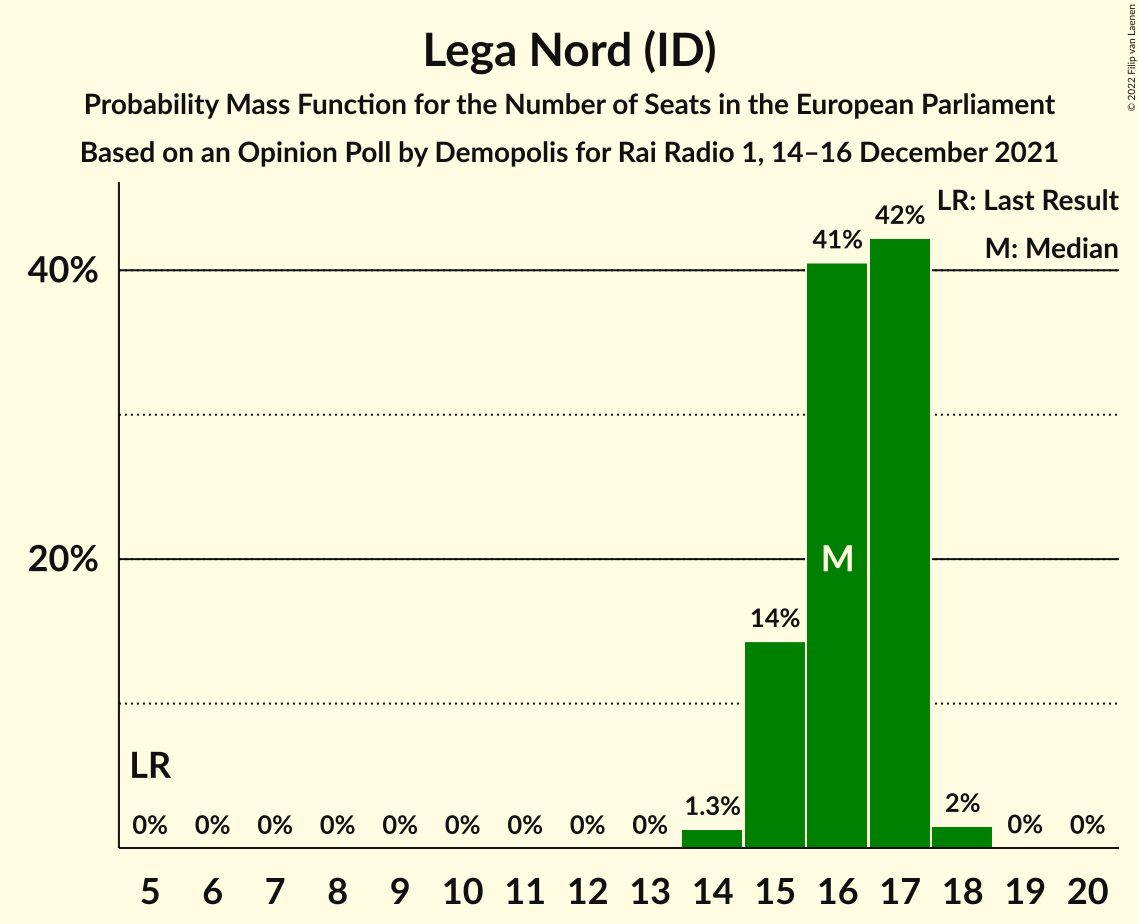 Lega Nord (ID)
Probability Mass Function for the Number of Seats in the European Parliament
Based on an Opinion Poll by Demopolis for Rai Radio 1, 14–16 December 2021
© 2022 Filip van Laenen
LR: Last Result
M: Median
40%
20%
LR
M
0% 0% 0% 0% 0% 0% 0% 0% 0% 1.3% 14% 41% 42% 2% 0% 0%
5 6 7 8 9 10 11 12 13 14 15 16 17 18 19 20